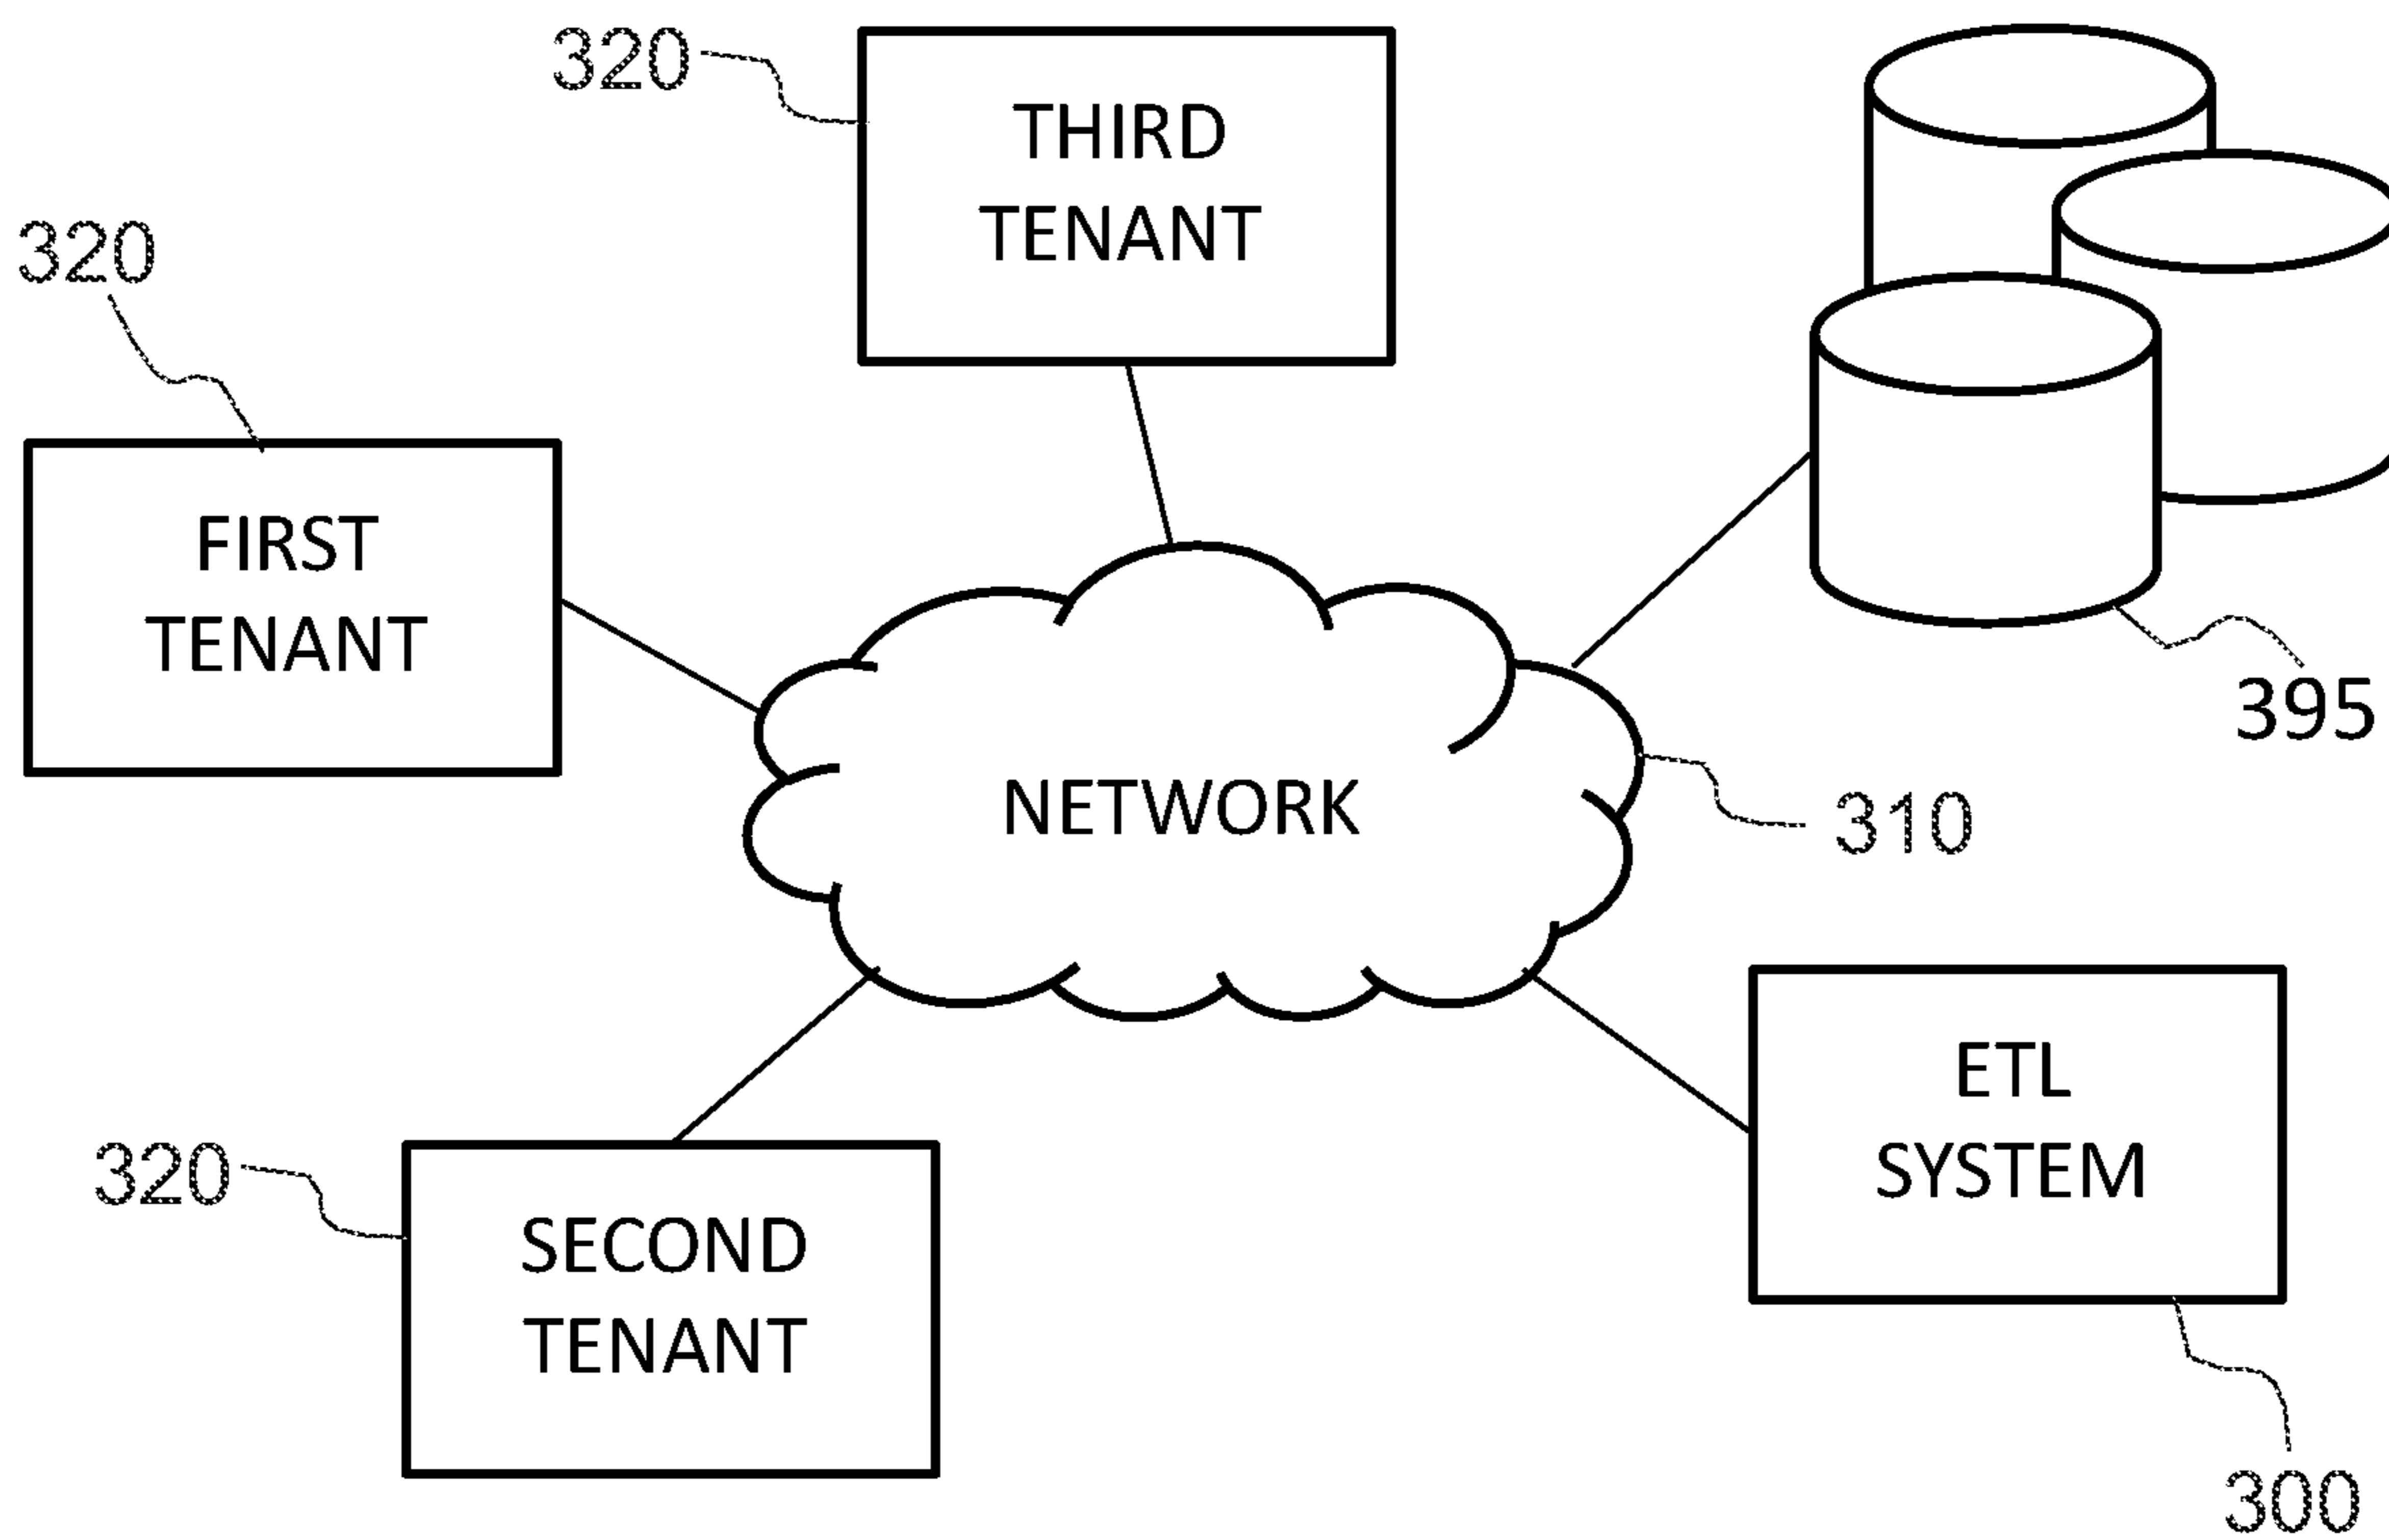 320
THIRD
TENANT
320
FIRST
TENANT
395
NETWORK
310
ETL
SYSTEM
320
SECOND
TENANT
300